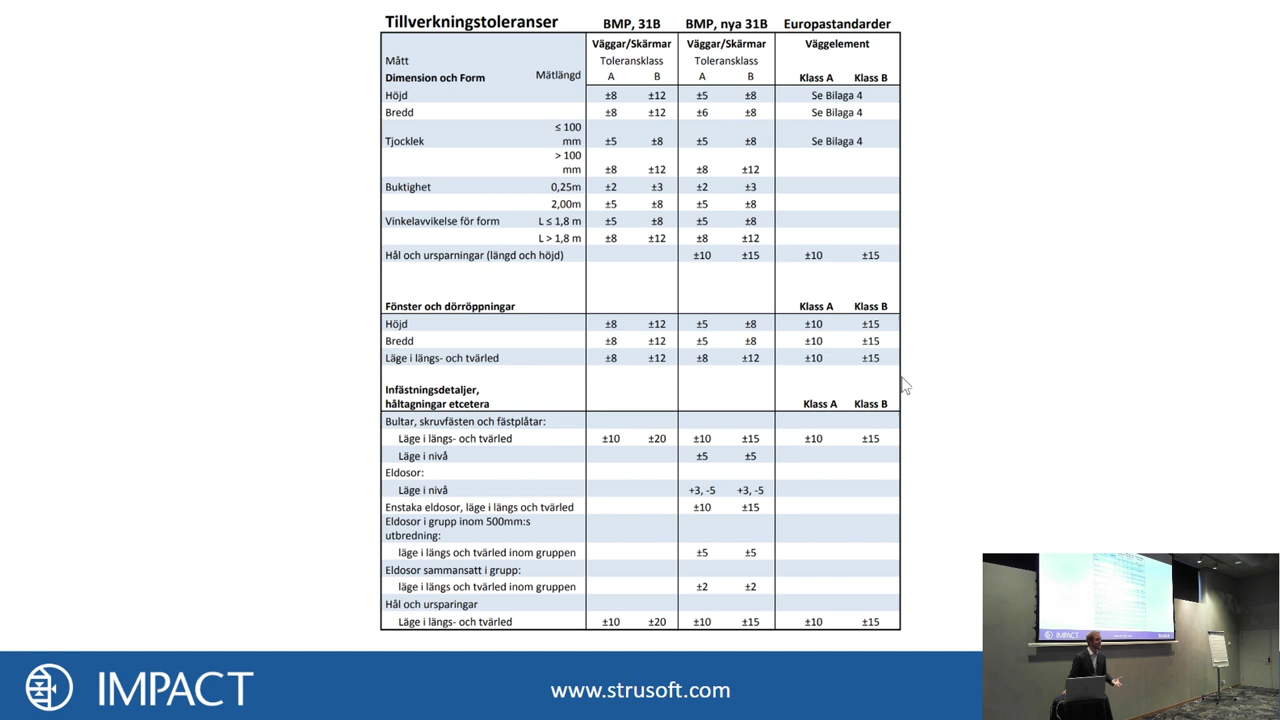 Tillverkningstoleranser BMP, 31B BMP, nya 31B Europastandarder
Väggar/Skärmar Väggar/Skärmar Väggelement
Mått Toleransklass Toleransklass
Dimension och Form Mätlängd A B A B Klass A Klass B
Höjd ±8 ±12 ±5 ±8 Se Bilaga 4
Bredd ±8 ±12 ±6 ±8 Se Bilaga 4
≤ 100
Tjocklek mm ±5 ±8 ±5 ±8 Se Bilaga 4
> 100
mm ±8 ±12 ±8 ±12
Buktighet 0,25m ±2 ±3 ±2 ±3
2,00m ±5 ±8 ±5 ±8
Vinkelavvikelse för form L ≤ 1,8 m ±5 ±8 ±5 ±8
L > 1,8 m ±8 ±12 ±8 ±12
Hål och ursparningar (längd och höjd) ±10 ±15 ±10 ±15
Fönster och dörröppningar Klass A Klass B
Höjd ±8 ±12 ±5 ±8 ±10 ±15
Bredd ±8 ±12 ±5 ±8 ±10 ±15
Läge i längs- och tvärled ±8 ±12 ±8 ±12 ±10 ±15
Infästningsdetaljer,
håltagningar etcetera Klass A Klass B
Bultar, skruvfästen och fästplåtar:
Läge i längs- och tvärled ±10 ±20 ±10 ±15 ±10 ±15
Läge i nivå ±5 ±5
Eldosor:
Läge i nivå +3, -5 +3, -5
Enstaka eldosor, läge i längs och tvärled ±10 ±15
Eldosor i grupp inom 500mm:s
utbredning:
läge i längs och tvärled inom gruppen ±5 ±5
Eldosor sammansatt i grupp:
läge i längs och tvärled inom gruppen ±2 ±2
Hål och ursparingar
Läge i längs- och tvärled ±10 ±20 ±10 ±15 ±10 ±15
IMPACT
www.strusoft.com
IMPACT